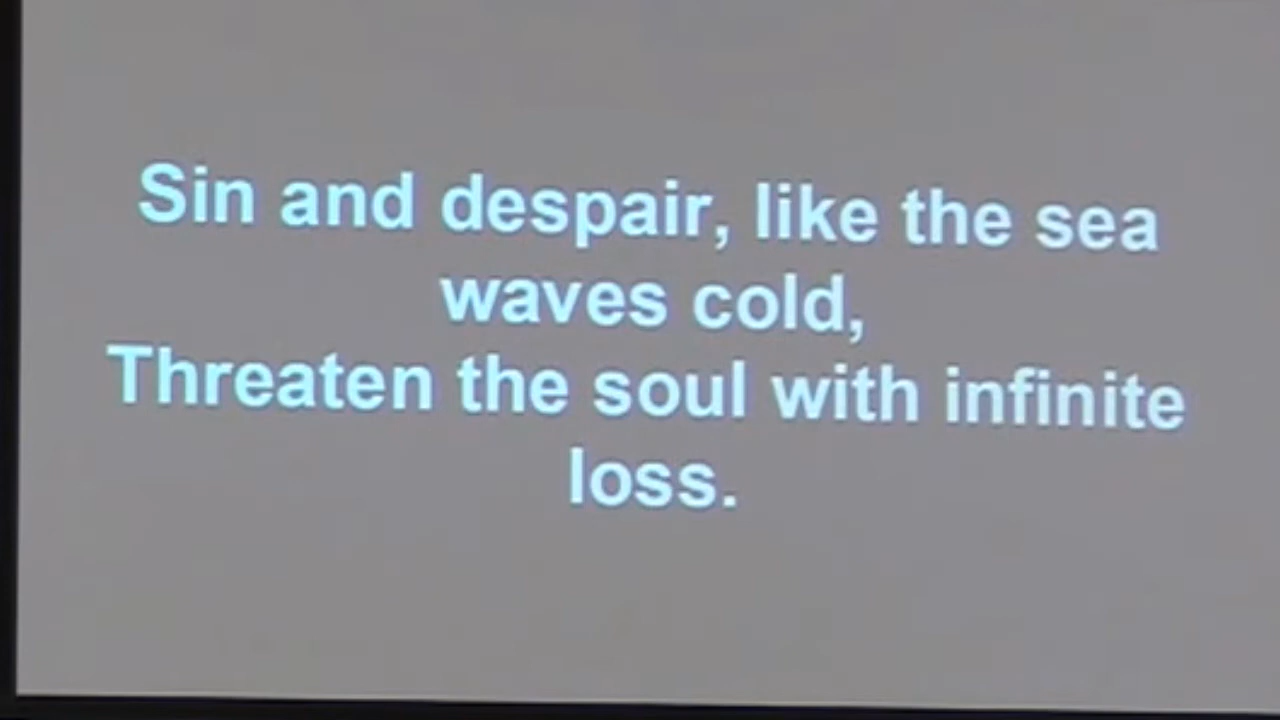 Sin and despair, like the sea
waves cold,
Threaten the soul with infinite
loss.